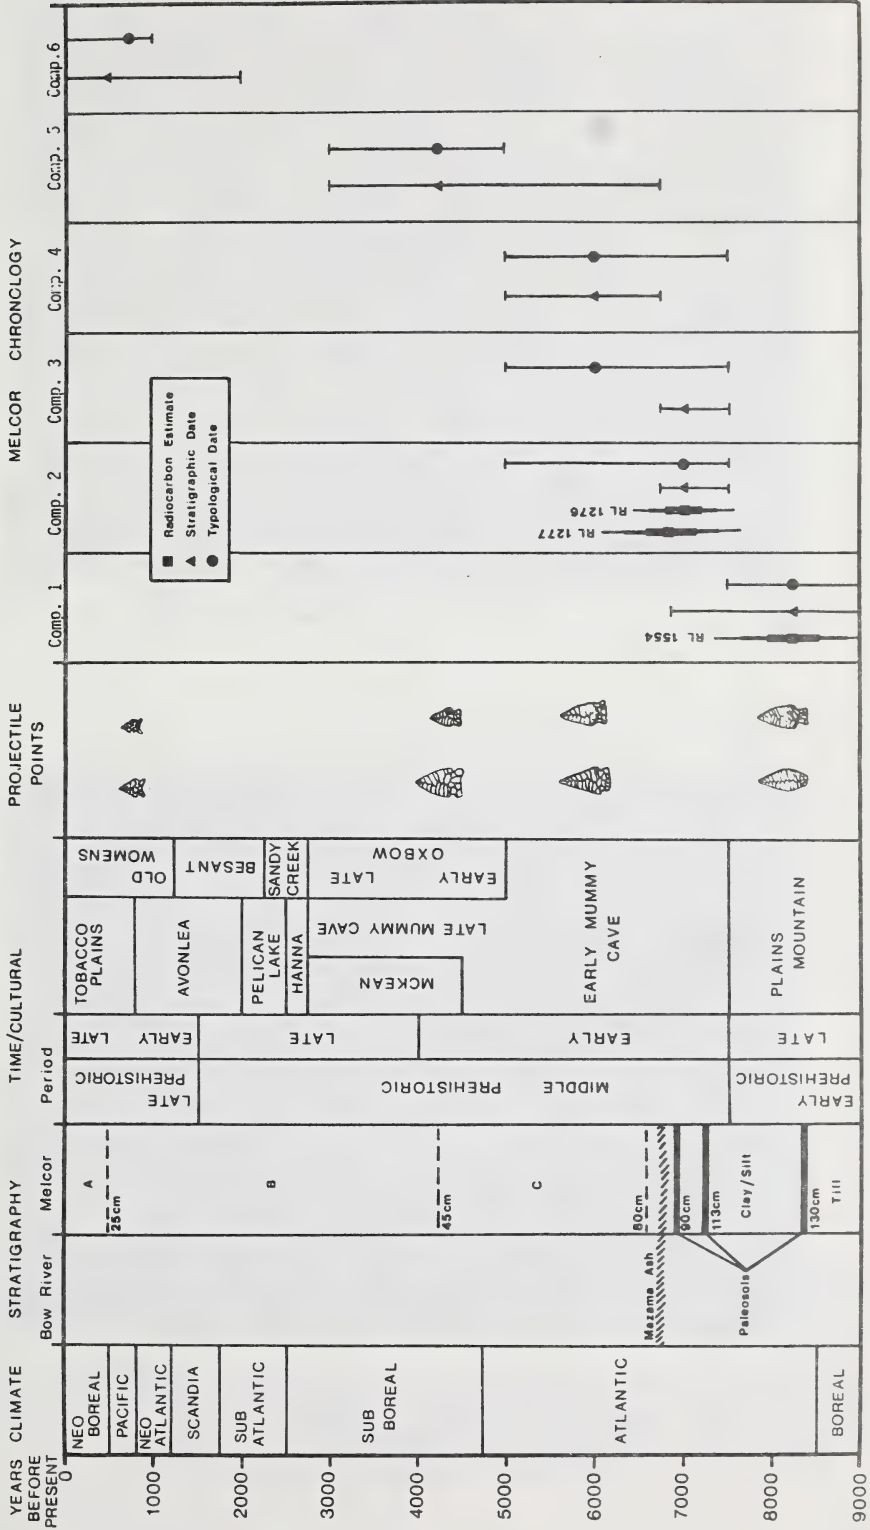 YEARS BEFORE PRESENT
CLIMATE
STRATIGRAPHY
Bow River
Melcor
TIME/CULTURAL
Period
PROJECTILE POINTS
MELCOR CHRONCLOGY
Comp. 1
Comp. 2
Comp. 3
Comp. 4
Comp. 5
Comp. 6
0
1000
2000
3000
4000
5000
6000
7000
8000
9000
NEO BOREAL
PACIFIC
NEO ATLANTIC
SCANDIA
SUB ATLANTIC
SUB BOREAL
ATLANTIC
BOREAL
Mazama Ash
Paleosols
A
25cm
B
45cm
C
80cm
90cm
113cm
Clay/Silt
130cm
Till
LATE PREHISTORIC
MIDDLE PREHISTORIC
EARLY PREHISTORIC
LATE
EARLY
LATE
EARLY
LATE
TOBACCO PLAINS
AVONLEA
PELICAN LAKE
HANNA
MCKEAN
LATE MUMMY CAVE
EARLY MUMMY CAVE
PLAINS MOUNTAIN
OLD WOMENS
BESANT
SANDY CREEK
LATE
EARLY
OXBOW
Radiocarbon Estimate
Stratigraphic Date
Typological Date
RL 1554
RL 1277
RL 1276